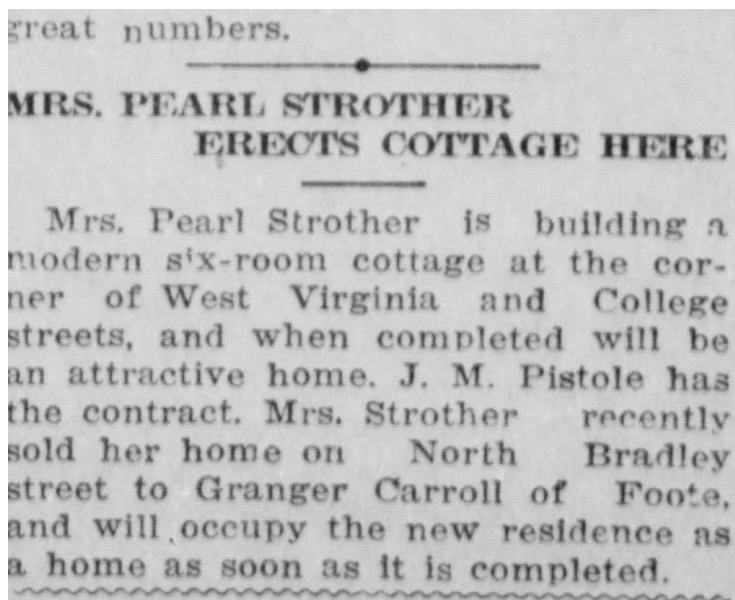 great numbers.
MRS. PEARL STROTHER
ERECTS COTTAGE HERE
Mrs. Pearl Strother is building a
modern six-room cottage at the cor-
ner of West Virginia and College
streets, and when completed will be
an attractive home. J. M. Pistole has
the contract. Mrs. Strother recently
sold her home on North Bradley
street to Granger Carroll of Foote,
and will occupy the new residence as
a home as soon as it is completed.